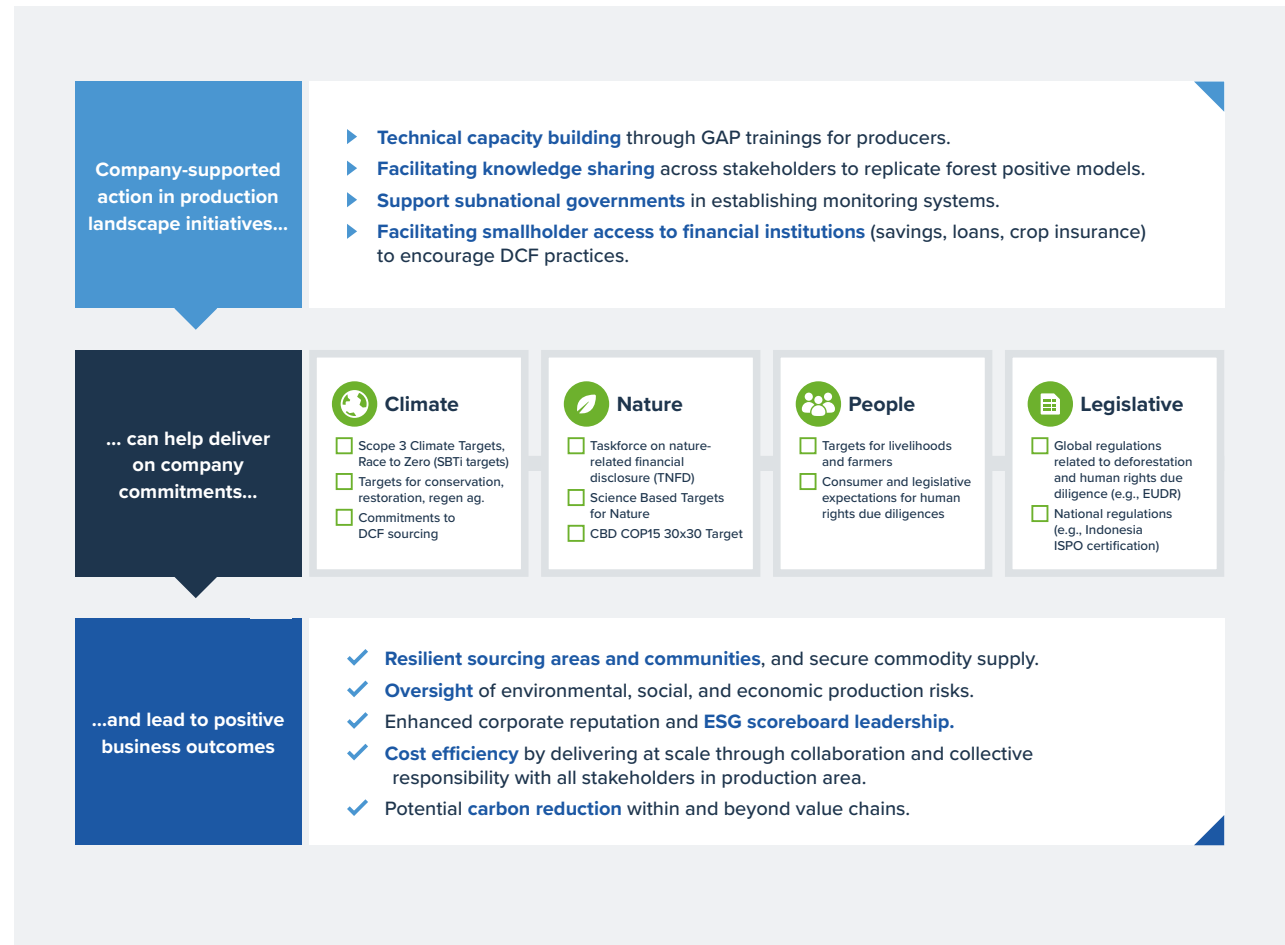 Company-supported
action in production
landscape initiatives...
Technical capacity building through GAP trainings for producers.
Facilitating knowledge sharing across stakeholders to replicate forest positive models.
Support subnational governments in establishing monitoring systems.
Facilitating smallholder access to financial institutions (savings, loans, crop insurance)
to encourage DCF practices.
... can help deliver
on company
commitments...
Climate
Scope 3 Climate Targets,
Race to Zero (SBTi targets)
Targets for conservation,
restoration, regen ag.
Commitments to
DCF sourcing
Nature
Taskforce on nature-
related financial
disclosure (TNFD)
Science Based Targets
for Nature
CBD COP15 30x30 Target
People
Targets for livelihoods
and farmers
Consumer and legislative
expectations for human
rights due diligences
Legislative
Global regulations
related to deforestation
and human rights due
diligence (e.g., EUDR)
National regulations
(e.g., Indonesia
ISPO certification)
...and lead to positive
business outcomes
Resilient sourcing areas and communities, and secure commodity supply.
Oversight of environmental, social, and economic production risks.
Enhanced corporate reputation and ESG scoreboard leadership.
Cost efficiency by delivering at scale through collaboration and collective
responsibility with all stakeholders in production area.
Potential carbon reduction within and beyond value chains.